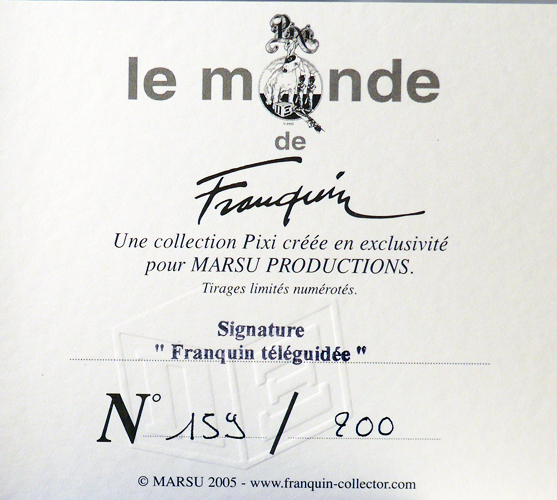 Pixi
le monde
de
Franquin
Une collection Pixi créée en exclusivité
pour MARSU PRODUCTIONS.
Tirages limités numérotés.
Signature
" Franquin téléguidée "
N° 159 / 200
© MARSU 2005 - www.franquin-collector.com